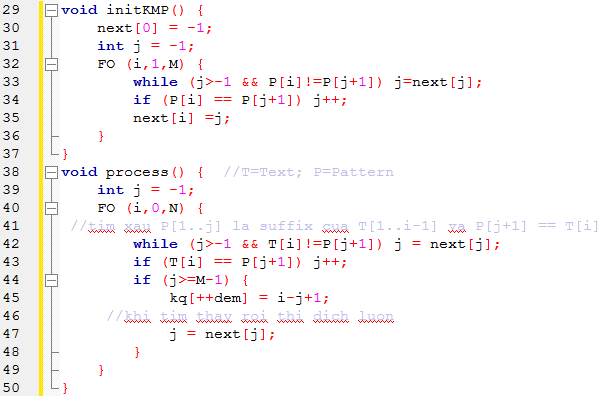 29 void initKMP() {
30 next[0] = -1;
31 int j = -1;
32 FO (i,1,M) {
33 while (j>-1 && P[i]!=P[j+1]) j=next[j];
34 if (P[i] == P[j+1]) j++;
35 next[i] =j;
36 }
37 }
38 void process() { //T=Text; P=Pattern
39 int j = -1;
40 FO (i,0,N) {
41 //tim xau P[1..j] la suffix cua T[1..i-1] va P[j+1] == T[i]
42 while (j>-1 && T[i]!=P[j+1]) j = next[j];
43 if (T[i] == P[j+1]) j++;
44 if (j>=M-1) {
45 kq[++dem] = i-j+1;
46 //khi tim thay roi thi dich luon
47 j = next[j];
48 }
49 }
50 }